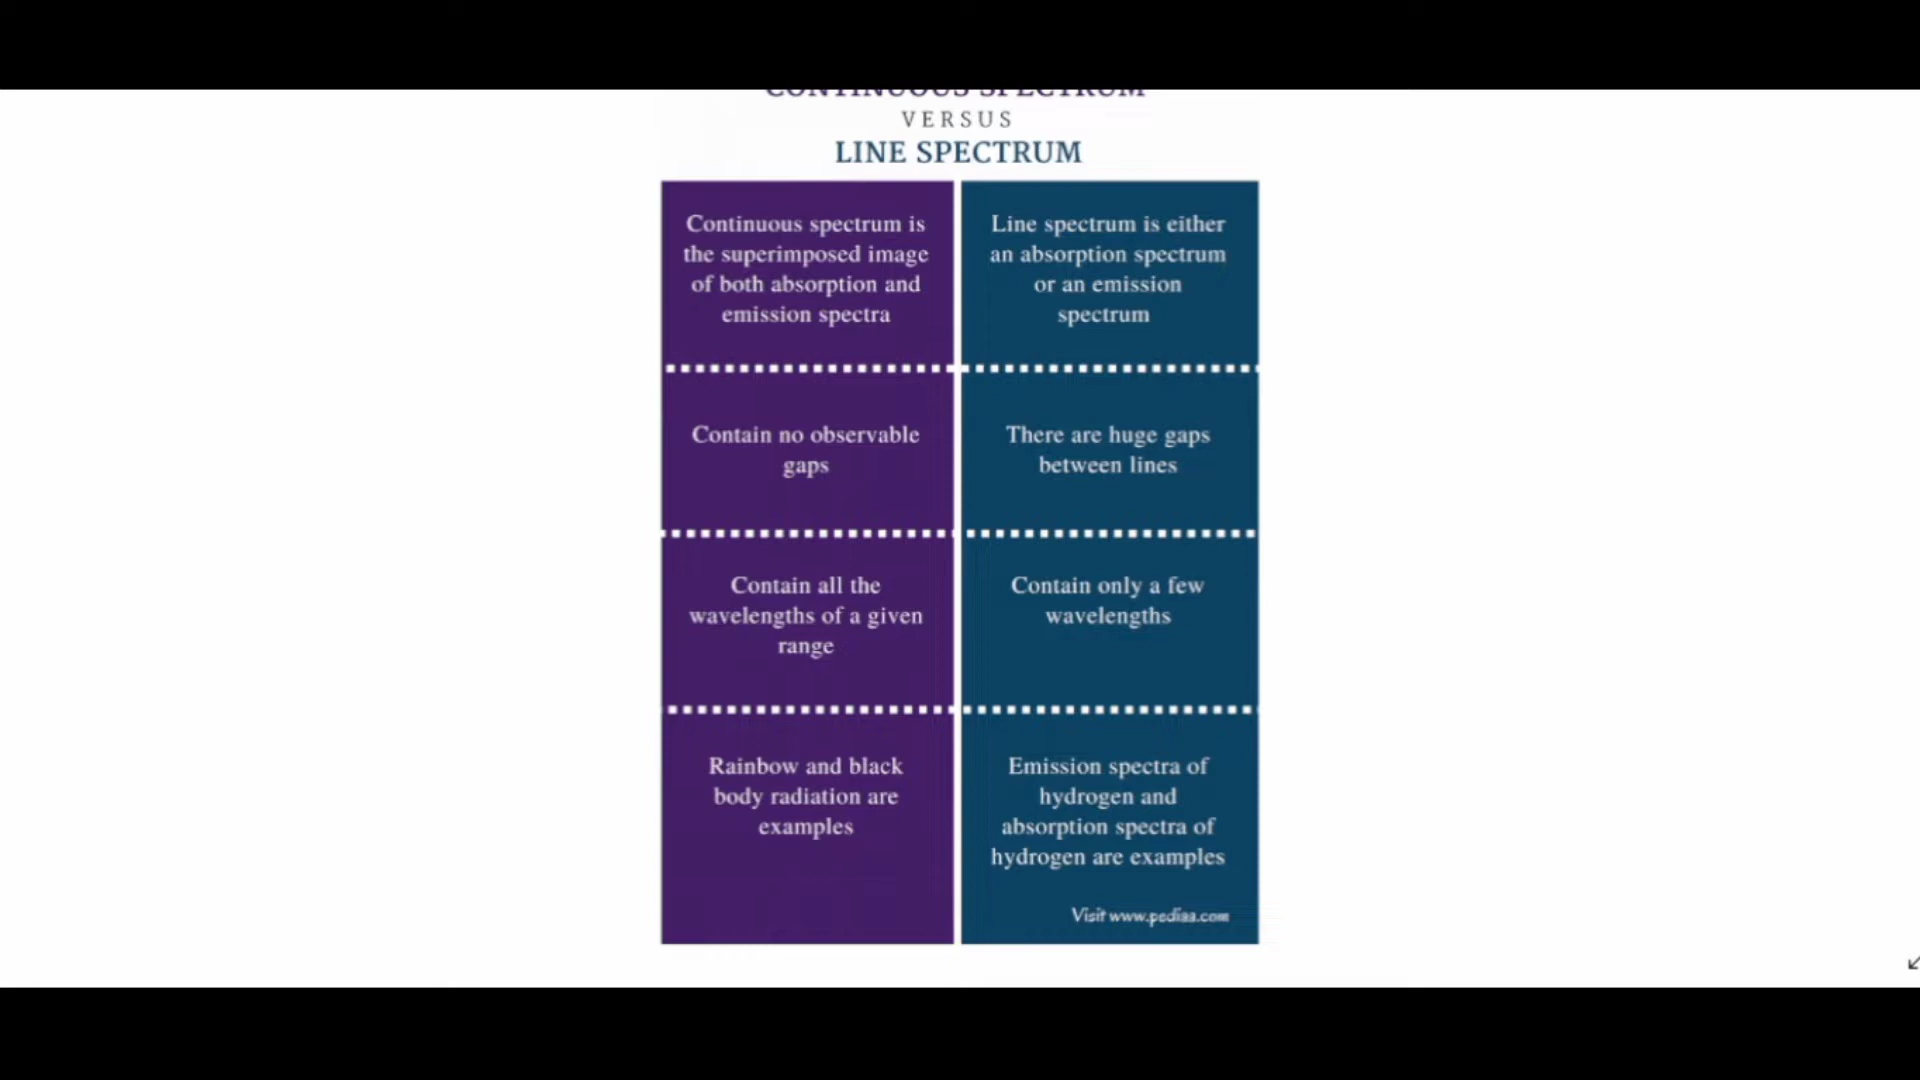 CONTINUOUS SPECTRUM
VERSUS
LINE SPECTRUM
Continuous spectrum is
the superimposed image
of both absorption and
emission spectra
Line spectrum is either
an absorption spectrum
or an emission
spectrum
Contain no observable
gaps
There are huge gaps
between lines
Contain all the
wavelengths of a given
range
Contain only a few
wavelengths
Rainbow and black
body radiation are
examples
Emission spectra of
hydrogen and
absorption spectra of
hydrogen are examples
Visit www.pediaa.com